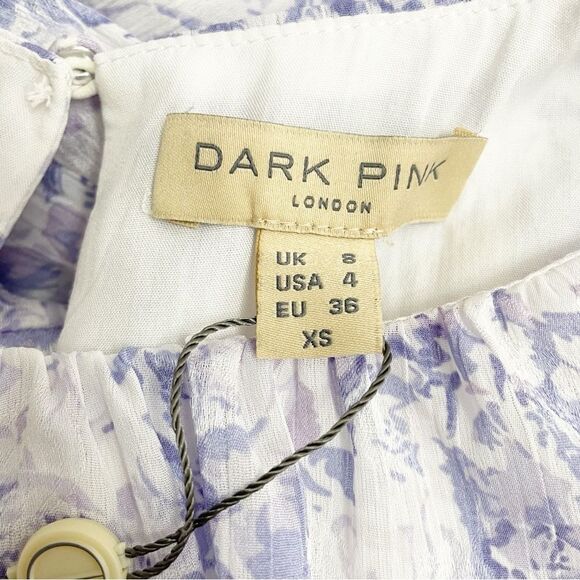 DARK PINK
LONDON
UK 8
USA 4
EU 36
XS